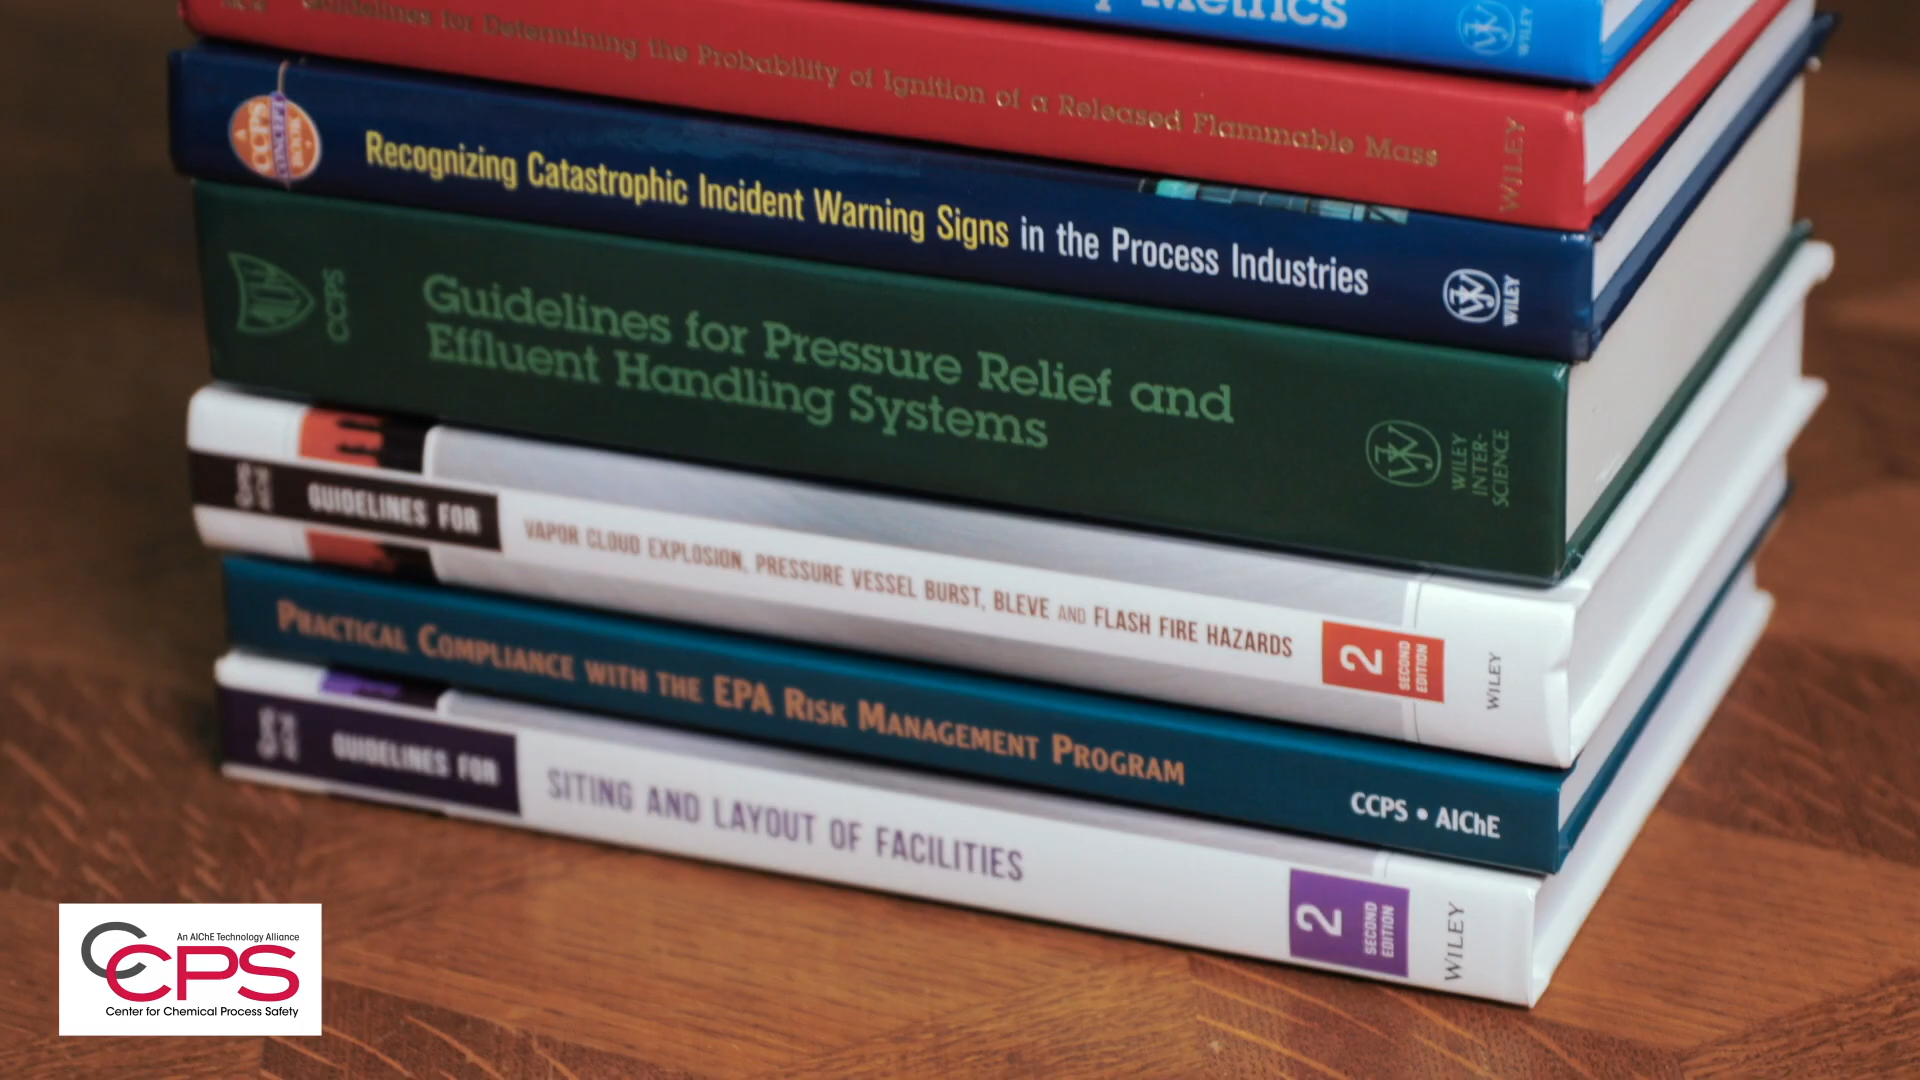 Metrics
WILEY
Guidelines for Determining the Probability of Ignition of a Released Flammable Mass
WILEY
A
CCPS
CONCEPT
BOOK
Recognizing Catastrophic Incident Warning Signs in the Process Industries
WILEY
CCPS
Guidelines for Pressure Relief and
Effluent Handling Systems
WILEY
INTER-
SCIENCE
GUIDELINES FOR
VAPOR CLOUD EXPLOSION, PRESSURE VESSEL BURST, BLEVE AND FLASH FIRE HAZARDS
2
SECOND
EDITION
WILEY
PRACTICAL COMPLIANCE WITH THE EPA RISK MANAGEMENT PROGRAM
CCPS • AIChE
GUIDELINES FOR
SITING AND LAYOUT OF FACILITIES
2
SECOND
EDITION
WILEY
An AIChE Technology Alliance
CCPS
Center for Chemical Process Safety